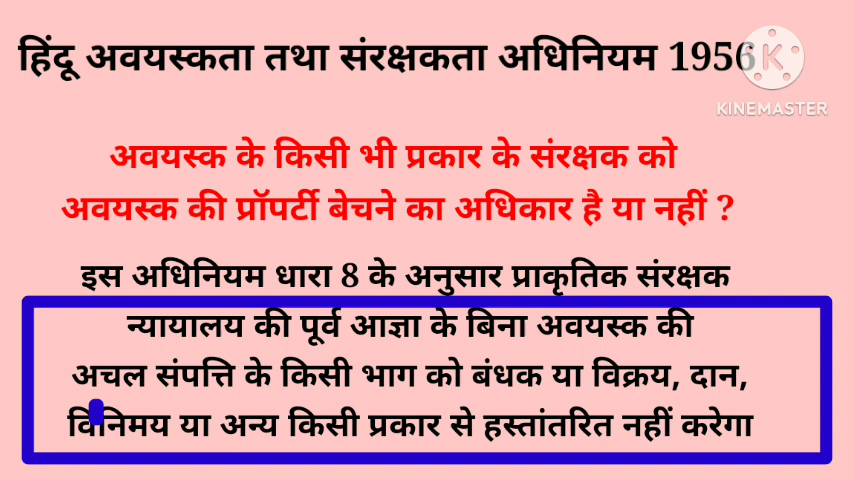 हिंदू अवयस्कता तथा संरक्षकता अधिनियम 1956
KINEMASTER
अवयस्क के किसी भी प्रकार के संरक्षक को
अवयस्क की प्रॉपर्टी बेचने का अधिकार है या नहीं ?
इस अधिनियम धारा 8 के अनुसार प्राकृतिक संरक्षक
न्यायालय की पूर्व आज्ञा के बिना अवयस्क की
अचल संपत्ति के किसी भाग को बंधक या विक्रय, दान,
विनिमय या अन्य किसी प्रकार से हस्तांतरित नहीं करेगा